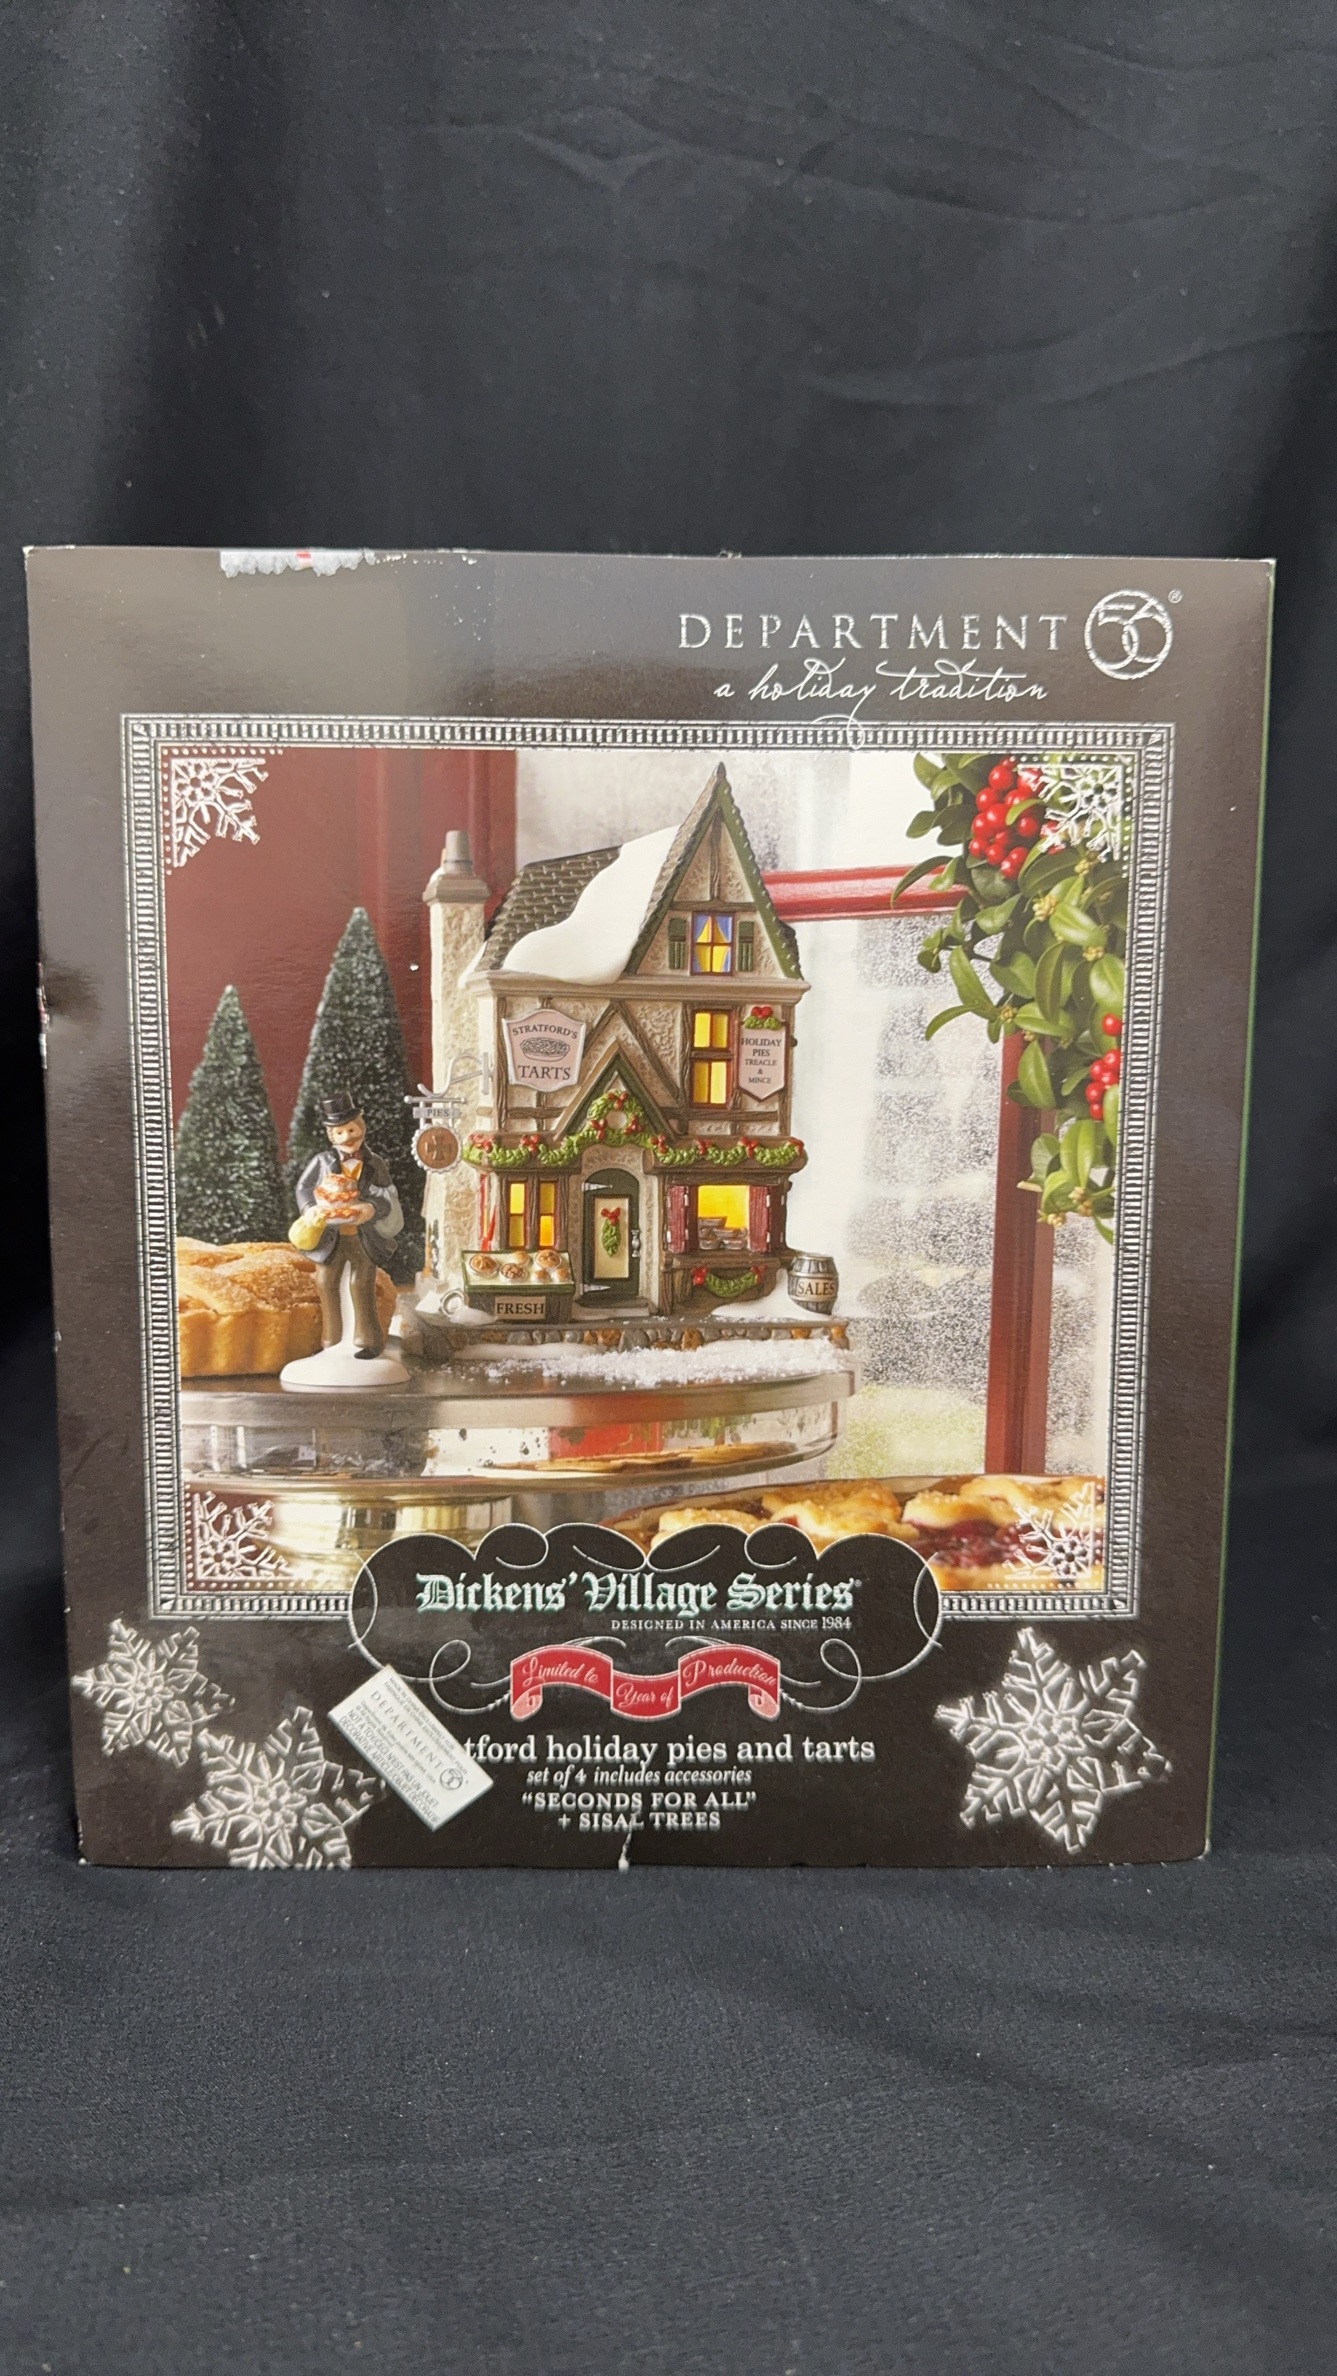 DEPARTMENT 56®
a holiday tradition
STRATFORD'S
TARTS
HOLIDAY
PIES
TREACLE
&
MINCE
PIES
FRESH
SALES
Dickens' Village Series®
DESIGNED IN AMERICA SINCE 1984
Limited to Year of Production
DEPARTMENT 56
tford holiday pies and tarts
set of 4 includes accessories
"SECONDS FOR ALL"
+ SISAL TREES